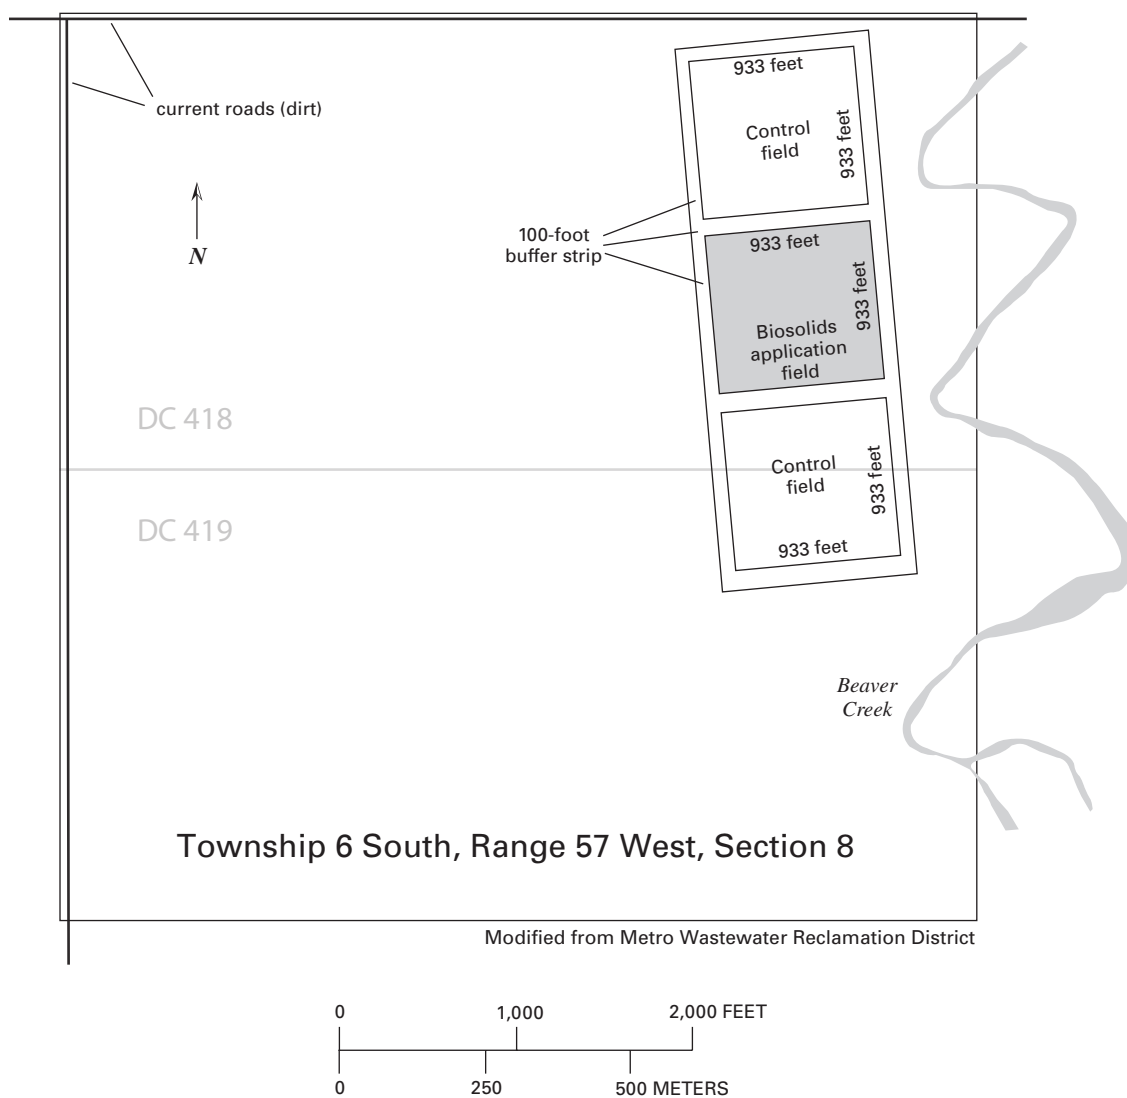 933 feet
Control
field
933 feet
current roads (dirt)
N
100-foot
buffer strip
933 feet
933 feet
Biosolids
application
field
DC 418
DC 419
Control
field
933 feet
933 feet
Beaver
Creek
Township 6 South, Range 57 West, Section 8
Modified from Metro Wastewater Reclamation District
0 1,000 2,000 FEET
0 250 500 METERS